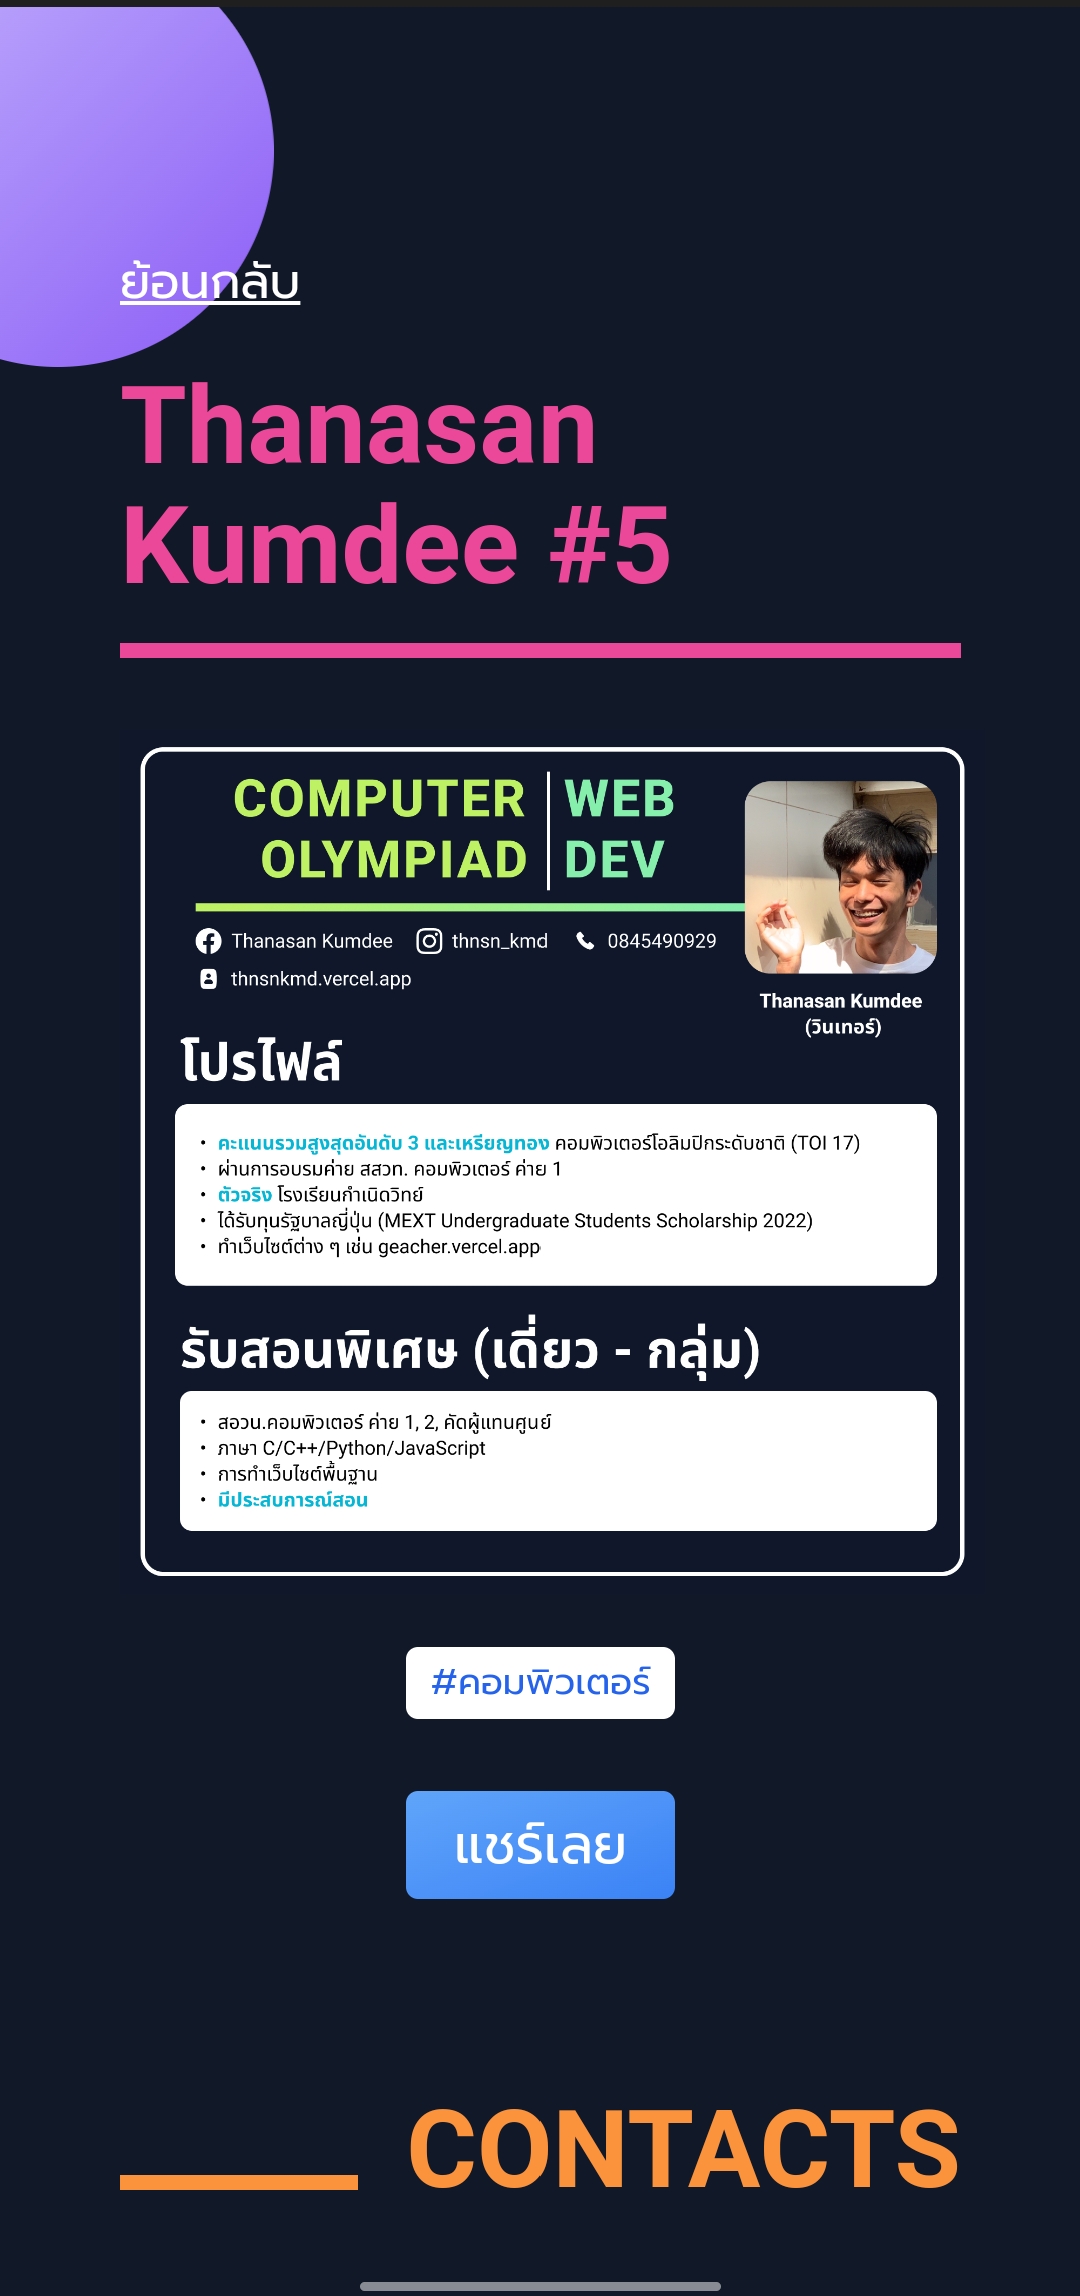 ย้อนกลับ
Thanasan
Kumdee #5
COMPUTER
OLYMPIAD
WEB
DEV
Thanasan Kumdee
thnsn_kmd
0845490929
thnsnkmd.vercel.app
Thanasan Kumdee
(วินเทอร์)
โปรไฟล์
• คะแนนรวมสูงสุดอันดับ 3 และเหรียญทอง คอมพิวเตอร์โอลิมปิกระดับชาติ (TOI 17)
• ผ่านการอบรมค่าย สสวท. คอมพิวเตอร์ ค่าย 1
• ตัวจริง โรงเรียนกำเนิดวิทย์
• ได้รับทุนรัฐบาลญี่ปุ่น (MEXT Undergraduate Students Scholarship 2022)
• ทำเว็บไซต์ต่าง ๆ เช่น geacher.vercel.app
รับสอนพิเศษ (เดี่ยว - กลุ่ม)
• สอวน.คอมพิวเตอร์ ค่าย 1, 2, คัดผู้แทนศูนย์
• ภาษา C/C++/Python/JavaScript
• การทำเว็บไซต์พื้นฐาน
• มีประสบการณ์สอน
#คอมพิวเตอร์
แชร์เลย
CONTACTS